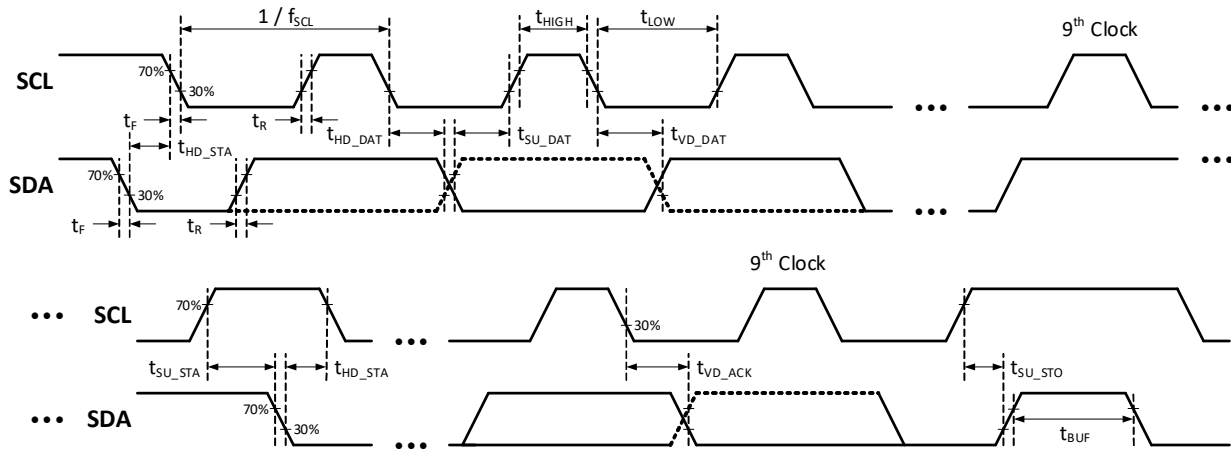 1 / fSCL
tHIGH
tLOW
9th Clock
SCL
70%
30%
tF
tR
tHD_STA
tHD_DAT
tSU_DAT
tVD_DAT
SDA
70%
30%
tF
tR
9th Clock
SCL
70%
30%
tSU_STA
tHD_STA
tVD_ACK
tSU_STO
SDA
70%
30%
tBUF